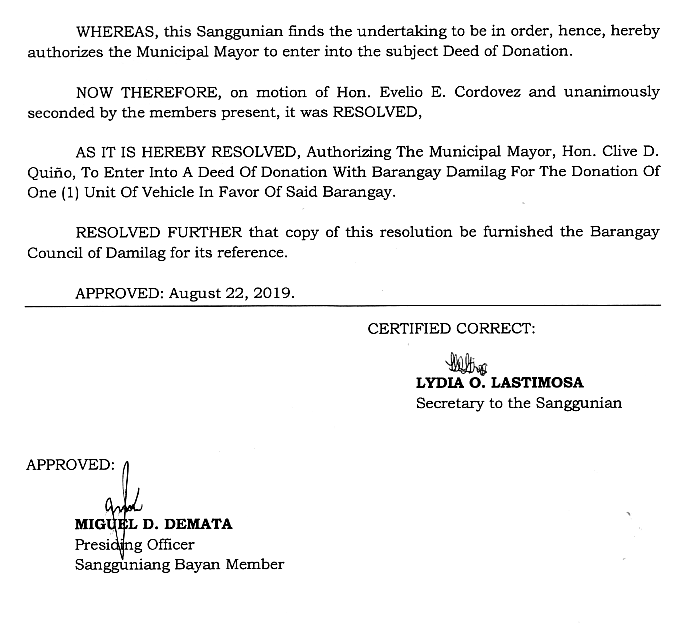 WHEREAS, this Sanggunian finds the undertaking to be in order, hence, hereby
authorizes the Municipal Mayor to enter into the subject Deed of Donation.
NOW THEREFORE, on motion of Hon. Evelio E. Cordovez and unanimously
seconded by the members present, it was RESOLVED,
AS IT IS HEREBY RESOLVED, Authorizing The Municipal Mayor, Hon. Clive D.
Quiño, To Enter Into A Deed Of Donation With Barangay Damilag For The Donation Of
One (1) Unit Of Vehicle In Favor Of Said Barangay.
RESOLVED FURTHER that copy of this resolution be furnished the Barangay
Council of Damilag for its reference.
APPROVED: August 22, 2019.
CERTIFIED CORRECT:
LYDIA O. LASTIMOSA
Secretary to the Sanggunian
APPROVED:
MIGUEL D. DEMATA
Presiding Officer
Sangguniang Bayan Member